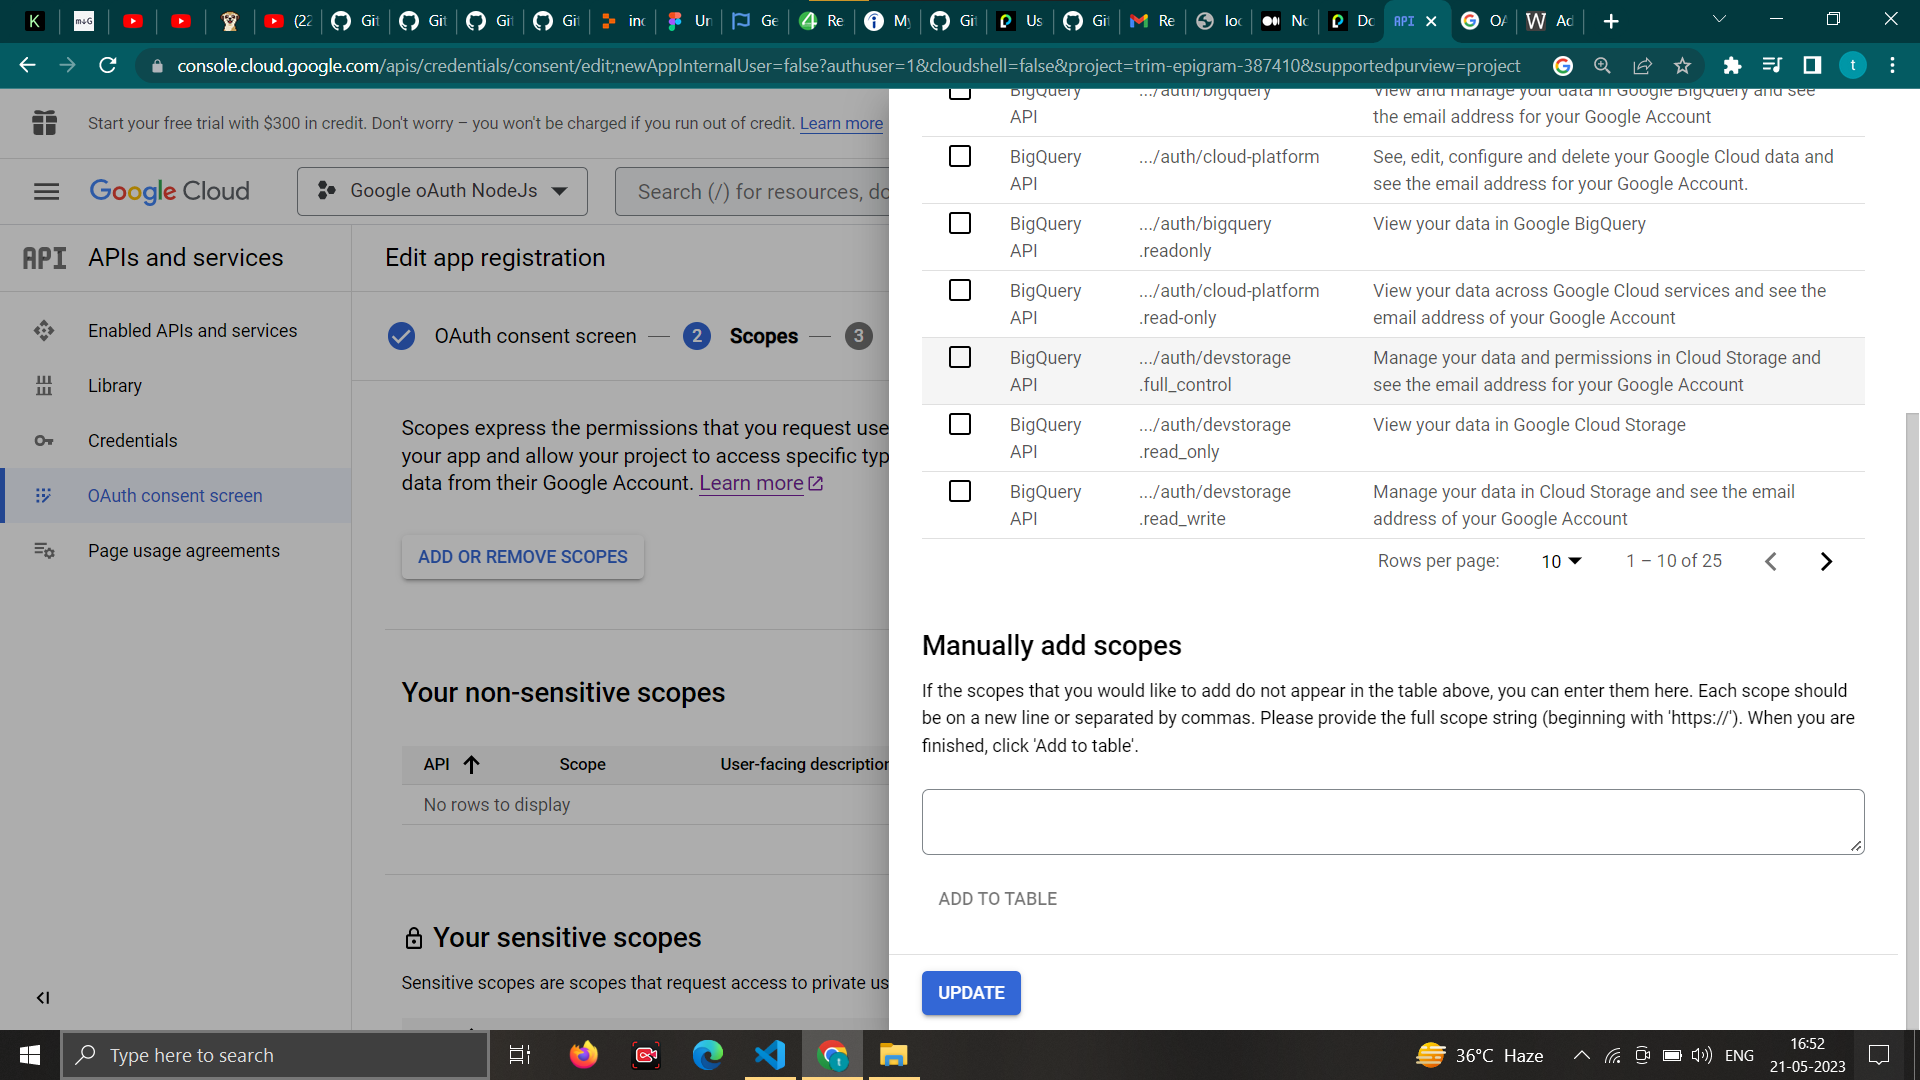 K
m↓G
(22
Git
Git
Git
Git
inc
Un
Ge
Re
My
Git
Us
Git
Re
loc
No
Do
API
OA
Ad
console.cloud.google.com/apis/credentials/consent/edit;newAppInternalUser=false?authuser=1&cloudshell=false&project=trim-epigram-387410&supportedpurview=project
t
Start your free trial with $300 in credit. Don't worry – you won't be charged if you run out of credit. Learn more
Google Cloud
Google oAuth NodeJs
Search (/) for resources, do
API APIs and services
Enabled APIs and services
Library
Credentials
OAuth consent screen
Page usage agreements
Edit app registration
OAuth consent screen — 2 Scopes — 3
Scopes express the permissions that you request use
your app and allow your project to access specific typ
data from their Google Account. Learn more
ADD OR REMOVE SCOPES
Your non-sensitive scopes
API Scope User-facing description
No rows to display
Your sensitive scopes
Sensitive scopes are scopes that request access to private us
BigQuery .../auth/bigquery View and manage your data in Google BigQuery and see
API the email address for your Google Account
BigQuery .../auth/cloud-platform See, edit, configure and delete your Google Cloud data and
API see the email address for your Google Account.
BigQuery .../auth/bigquery View your data in Google BigQuery
API .readonly
BigQuery .../auth/cloud-platform View your data across Google Cloud services and see the
API .read-only email address of your Google Account
BigQuery .../auth/devstorage Manage your data and permissions in Cloud Storage and
API .full_control see the email address for your Google Account
BigQuery .../auth/devstorage View your data in Google Cloud Storage
API .read_only
BigQuery .../auth/devstorage Manage your data in Cloud Storage and see the email
API .read_write address of your Google Account
Rows per page: 10 1 – 10 of 25
Manually add scopes
If the scopes that you would like to add do not appear in the table above, you can enter them here. Each scope should
be on a new line or separated by commas. Please provide the full scope string (beginning with 'https://'). When you are
finished, click 'Add to table'.
ADD TO TABLE
UPDATE
Type here to search
36°C Haze
ENG
16:52
21-05-2023